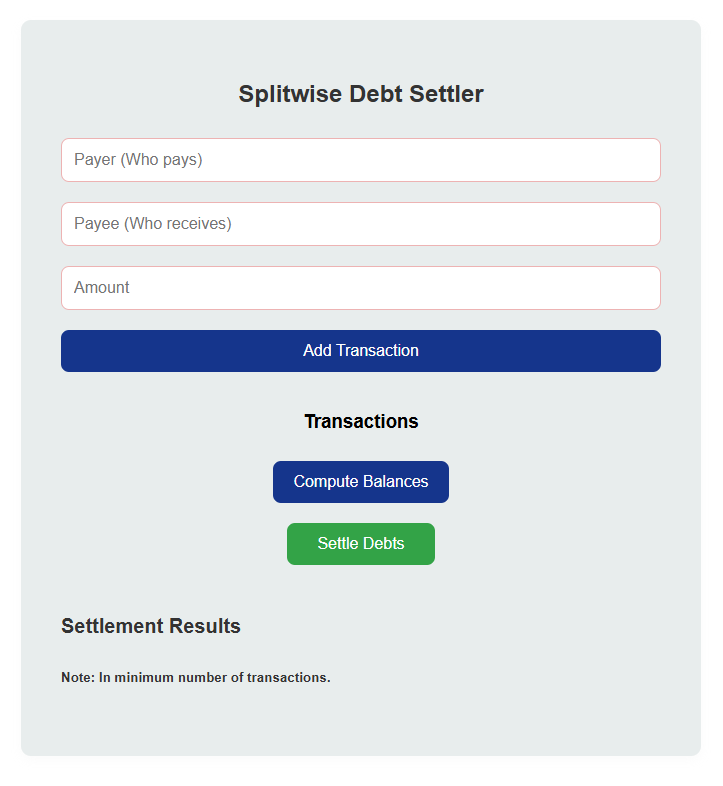 Splitwise Debt Settler
Payer (Who pays)
Payee (Who receives)
Amount
Add Transaction
Transactions
Compute Balances
Settle Debts
Settlement Results
Note: In minimum number of transactions.